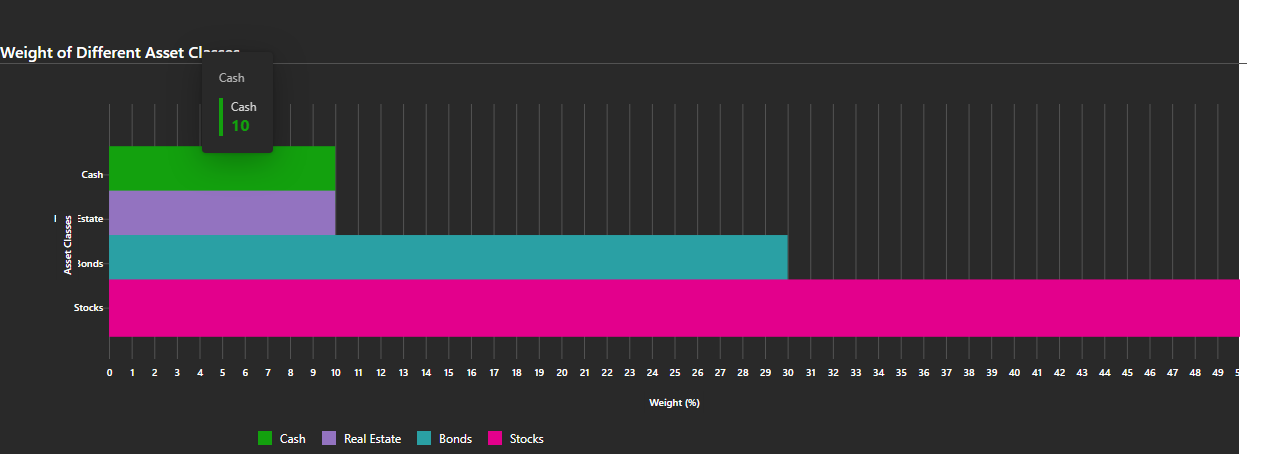 Weight of Different Asset Classes
Cash
Cash
10
Cash
Estate
Asset Classes
Bonds
Stocks
0 1 2 3 4 5 6 7 8 9 10 11 12 13 14 15 16 17 18 19 20 21 22 23 24 25 26 27 28 29 30 31 32 33 34 35 36 37 38 39 40 41 42 43 44 45 46 47 48 49
Weight (%)
Cash Real Estate Bonds Stocks